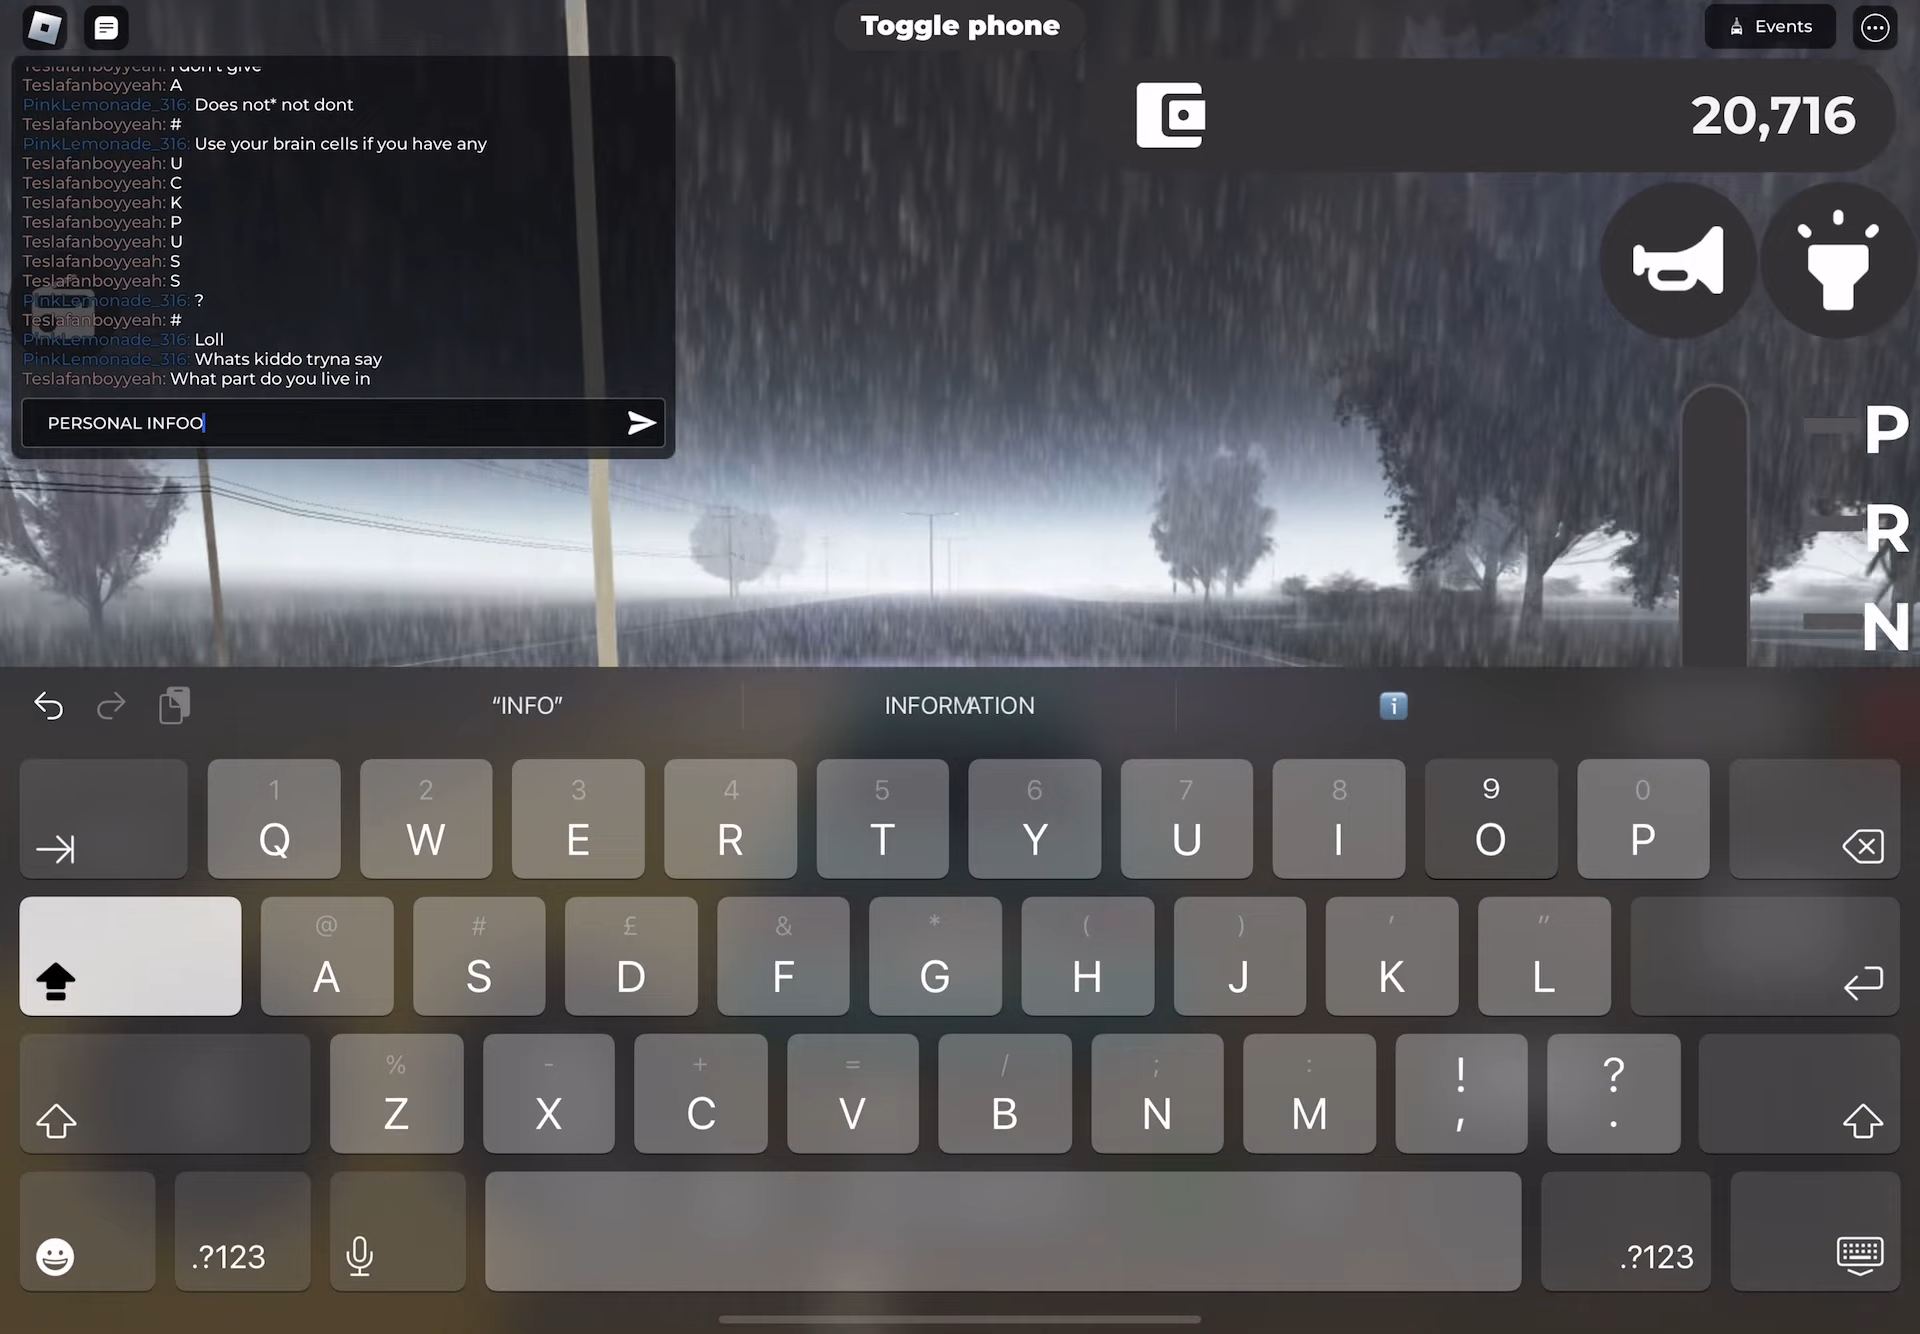 Toggle phone
Events
Teslafanboyyeah: I don't give
Teslafanboyyeah: A
PinkLemonade_316: Does not* not dont
Teslafanboyyeah: #
PinkLemonade_316: Use your brain cells if you have any
Teslafanboyyeah: U
Teslafanboyyeah: C
Teslafanboyyeah: K
Teslafanboyyeah: P
Teslafanboyyeah: U
Teslafanboyyeah: S
Teslafanboyyeah: S
PinkLemonade_316: ?
Teslafanboyyeah: #
PinkLemonade_316: Loll
PinkLemonade_316: Whats kiddo tryna say
Teslafanboyyeah: What part do you live in
PERSONAL INFOO
20,716
P
R
N
“INFO” INFORMATION
1 2 3 4 5 6 7 8 9 0
Q W E R T Y U I O P
@ # £ & * ( ) ' "
A S D F G H J K L
% - + = / ; : ! ?
Z X C V B N M , .
.?123 .?123